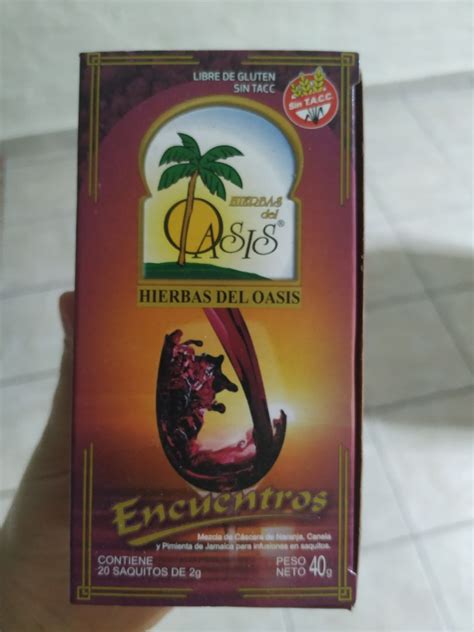 LIBRE DE GLUTEN
SIN TACC
Sin T.A.C.C.
HIERBAS
del
OASIS®
HIERBAS DEL OASIS
Encuentros
Mezcla de Cáscara de Naranja, Canela
y Pimienta de Jamaica para infusiones en saquitos.
CONTIENE
20 SAQUITOS DE 2g
PESO
NETO 40g